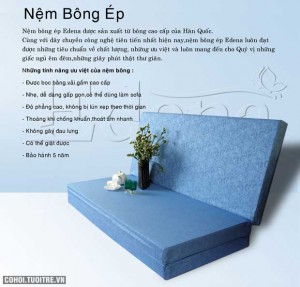 Nệm Bông Ép
Nệm bông ép Edena được sản xuất từ bông cao cấp của Hàn Quốc.
Cùng với dây chuyền công nghệ tiên tiến nhất hiện nay,nệm bông ép Edena luôn đạt
được những tiêu chuẩn về chất lượng, những ưu việt và luôn mang đến cho Quý vị những
giấc ngủ êm đềm,những giây phút thật thư giãn.
Những tính năng ưu việt của nệm bông :
- Được bọc bằng vải gấm cao cấp
- Nhẹ, dễ dàng gấp gọn,có thể dùng làm sofa
- Độ phẳng cao, không bị lún xẹp theo thời gian
- Thoáng khí chống khuẩn,thoát ẩm nhanh
- Không gây đau lưng
- Có thể giặt được
- Bảo hành 5 năm
COHOI.TUOITRE.VN